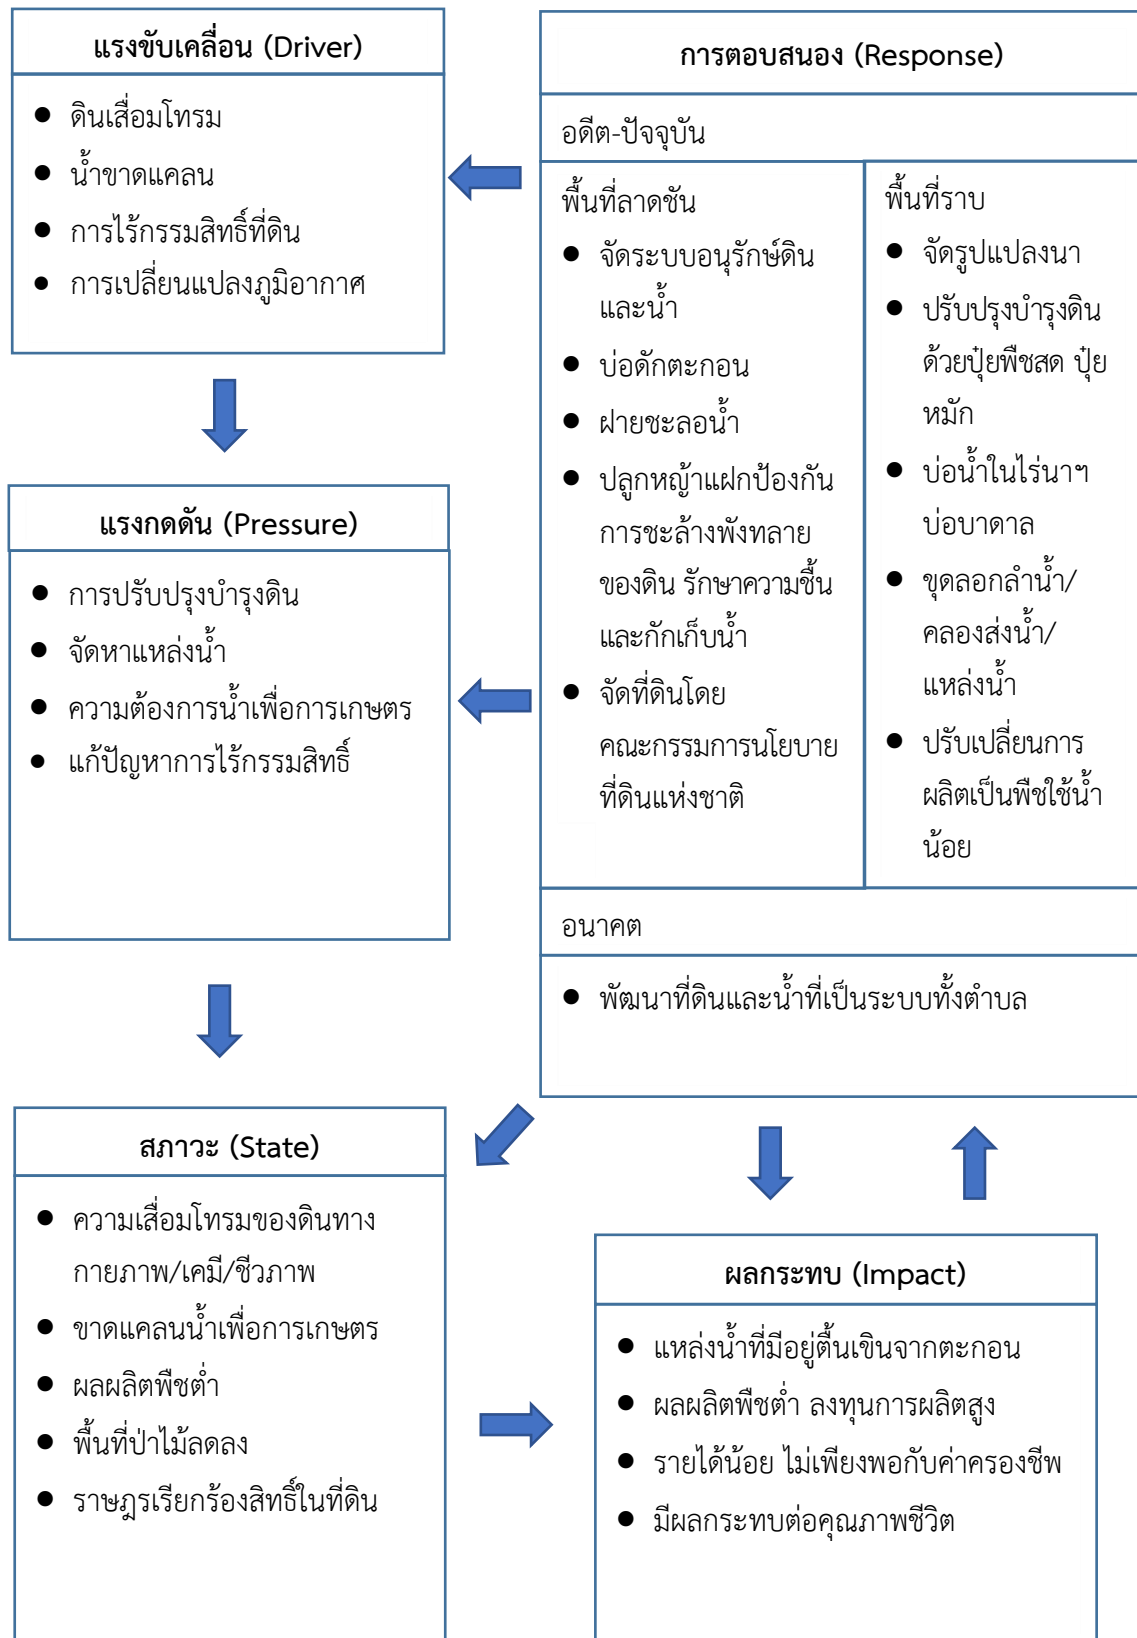 แรงขับเคลื่อน (Driver)
ดินเสื่อมโทรม
น้ำขาดแคลน
การไร้กรรมสิทธิ์ที่ดิน
การเปลี่ยนแปลงภูมิอากาศ
แรงกดดัน (Pressure)
การปรับปรุงบำรุงดิน
จัดหาแหล่งน้ำ
ความต้องการน้ำเพื่อการเกษตร
แก้ปัญหาการไร้กรรมสิทธิ์
การตอบสนอง (Response)
อดีต-ปัจจุบัน
พื้นที่ลาดชัน
จัดระบบอนุรักษ์ดิน
และน้ำ
บ่อดักตะกอน
ฝายชะลอน้ำ
ปลูกหญ้าแฝกป้องกัน
การชะล้างพังทลาย
ของดิน รักษาความชื้น
และกักเก็บน้ำ
จัดที่ดินโดย
คณะกรรมการนโยบาย
ที่ดินแห่งชาติ
พื้นที่ราบ
จัดรูปแปลงนา
ปรับปรุงบำรุงดิน
ด้วยปุ๋ยพืชสด ปุ๋ย
หมัก
บ่อน้ำในไร่นาฯ
บ่อบาดาล
ขุดลอกลำน้ำ/
คลองส่งน้ำ/
แหล่งน้ำ
ปรับเปลี่ยนการ
ผลิตเป็นพืชใช้น้ำ
น้อย
อนาคต
พัฒนาที่ดินและน้ำที่เป็นระบบทั้งตำบล
สภาวะ (State)
ความเสื่อมโทรมของดินทาง
กายภาพ/เคมี/ชีวภาพ
ขาดแคลนน้ำเพื่อการเกษตร
ผลผลิตพืชต่ำ
พื้นที่ป่าไม้ลดลง
ราษฎรเรียกร้องสิทธิ์ในที่ดิน
ผลกระทบ (Impact)
แหล่งน้ำที่มีอยู่ตื้นเขินจากตะกอน
ผลผลิตพืชต่ำ ลงทุนการผลิตสูง
รายได้น้อย ไม่เพียงพอกับค่าครองชีพ
มีผลกระทบต่อคุณภาพชีวิต